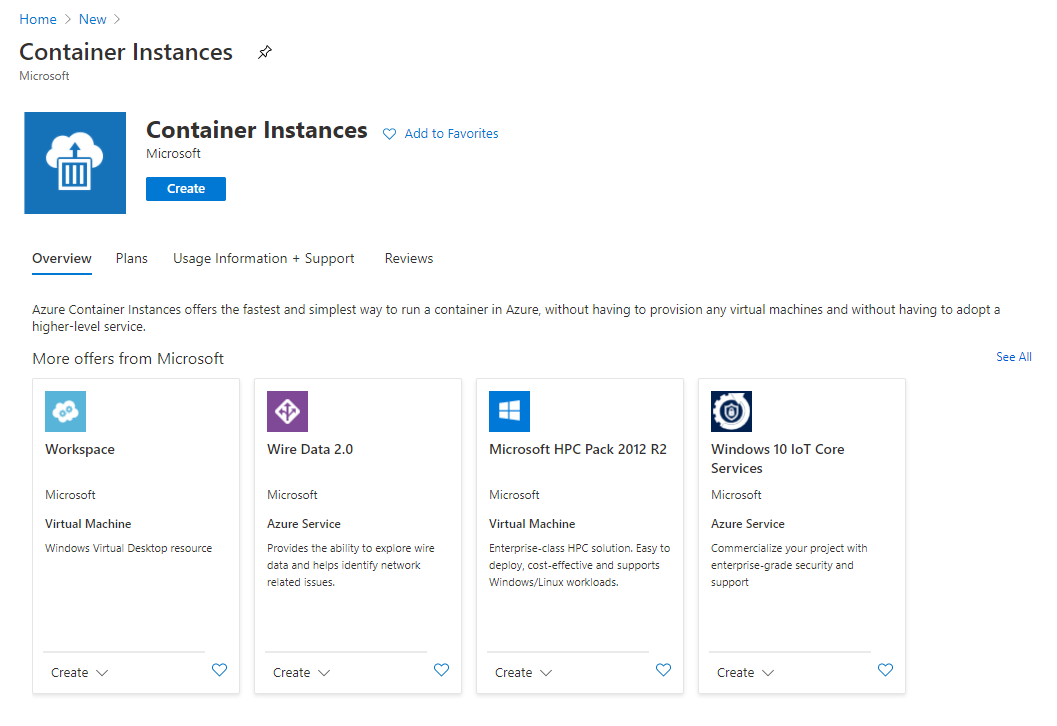 Home > New >
Container Instances
Microsoft
Container Instances
Add to Favorites
Microsoft
Create
Overview
Plans
Usage Information + Support
Reviews
Azure Container Instances offers the fastest and simplest way to run a container in Azure, without having to provision any virtual machines and without having to adopt a
higher-level service.
More offers from Microsoft
See All
Workspace
Microsoft
Virtual Machine
Windows Virtual Desktop resource
Create
Wire Data 2.0
Microsoft
Azure Service
Provides the ability to explore wire
data and helps identify network
related issues.
Create
Microsoft HPC Pack 2012 R2
Microsoft
Virtual Machine
Enterprise-class HPC solution. Easy to
deploy, cost-effective and supports
Windows/Linux workloads.
Create
Windows 10 IoT Core
Services
Microsoft
Azure Service
Commercialize your project with
enterprise-grade security and
support
Create